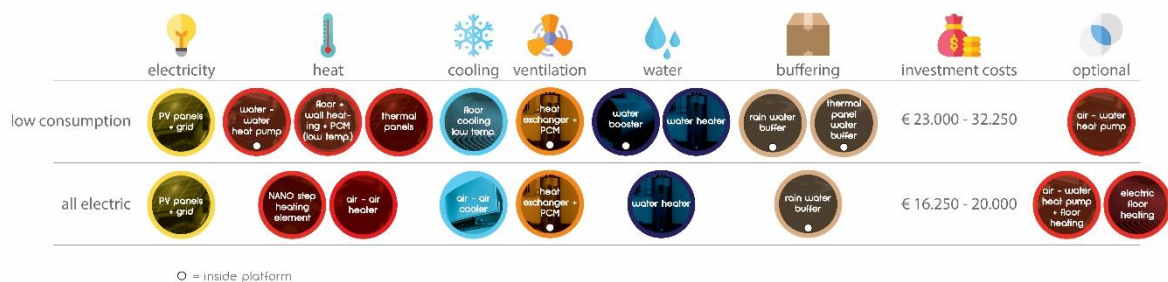 electricity
heat
cooling
ventilation
water
buffering
investment costs
optional
low consumption
PV panels
+ grid
water -
water
heat pump
floor +
wall heat-
ing + PCM
(low temp.)
thermal
panels
floor
cooling
low temp.
heat
exchanger +
PCM
water
booster
water heater
rain water
buffer
thermal
panel
water
buffer
€ 23.000 - 32.250
air - water
heat pump
all electric
PV panels
+ grid
NANO step
heating
element
air - air
heater
air - air
cooler
heat
exchanger +
PCM
water heater
rain water
buffer
€ 16.250 - 20.000
air - water
heat pump
+ floor
heating
electric
floor
heating
O = inside platform